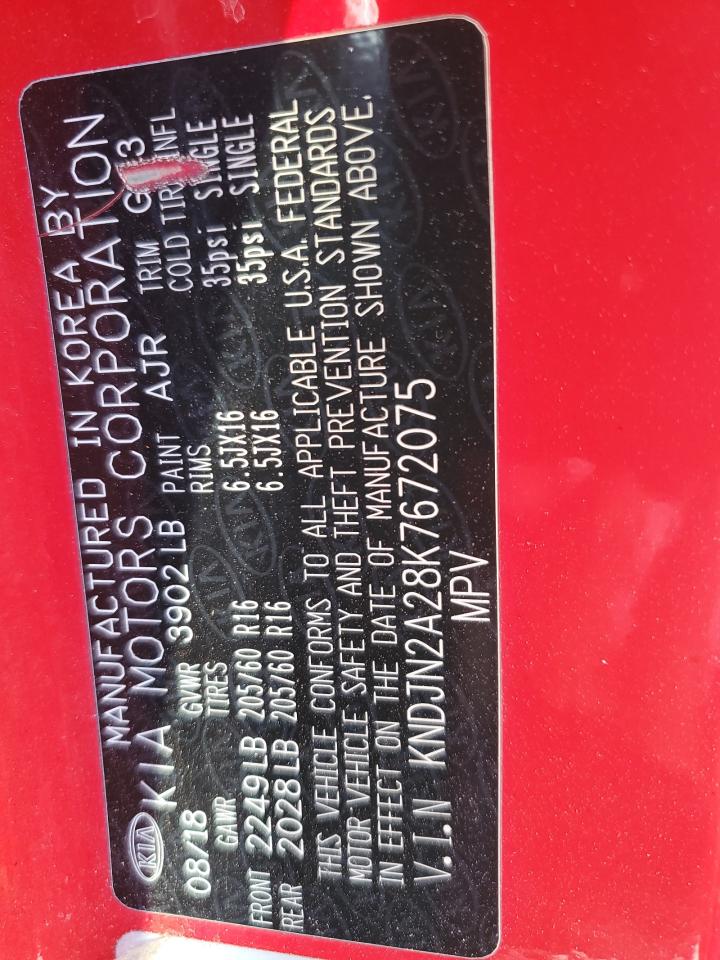 MANUFACTURED IN KOREA BY
KIA KIA MOTORS CORPORATION
08/18 GVWR 3902 LB PAINT AJR TRIM
GAWR TIRES RIMS COLD TIRE INFL
FRONT 2249LB 205/60 R16 6.5JX16 35psi SINGLE
REAR 2028LB 205/60 R16 6.5JX16 35psi SINGLE
THIS VEHICLE CONFORMS TO ALL APPLICABLE U.S.A. FEDERAL
MOTOR VEHICLE SAFETY AND THEFT PREVENTION STANDARDS
IN EFFECT ON THE DATE OF MANUFACTURE SHOWN ABOVE.
V.I.N KNDJN2A28K7672075
MPV